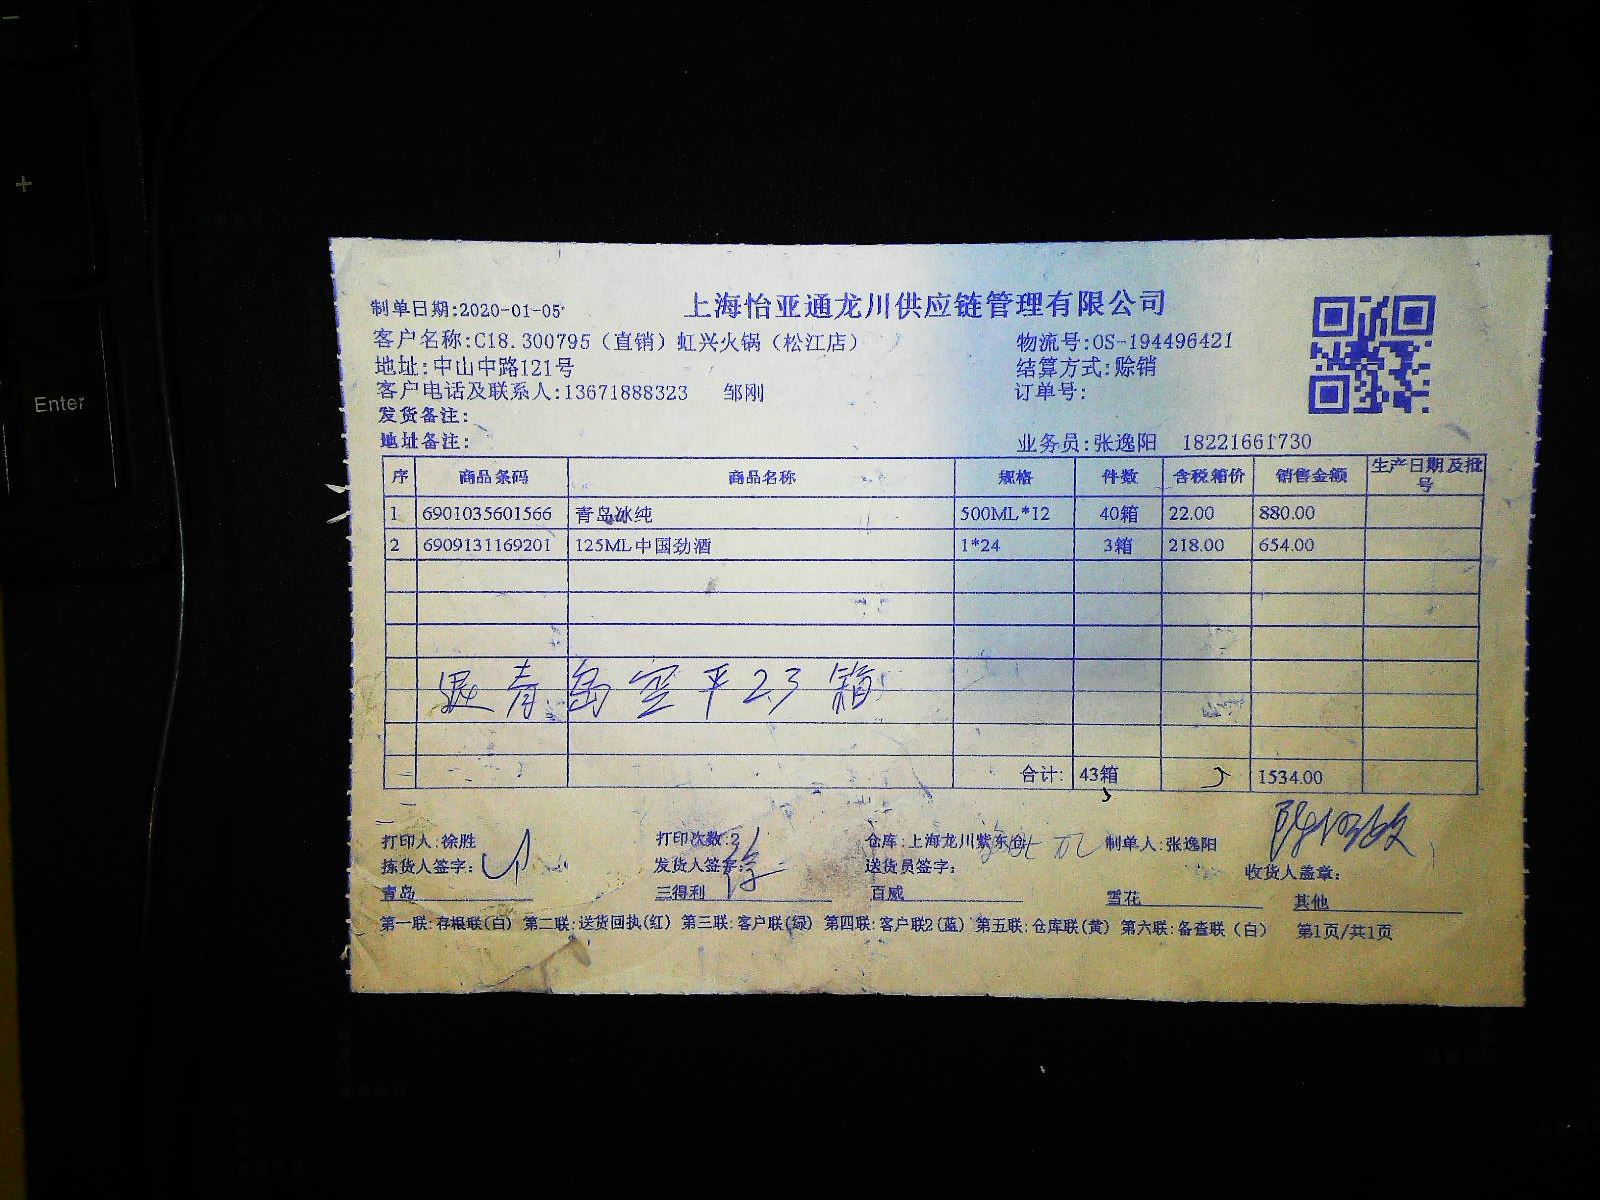 +
Enter
上海怡亚通龙川供应链管理有限公司
制单日期:2020-01-05
客户名称:C18.300795（直销）虹兴火锅（松江店） 物流号:OS-194496421
地址:中山中路121号 结算方式:赊销
客户电话及联系人:13671888323 邹刚 订单号:
发货备注:
地址备注: 业务员:张逸阳 18221661730
序 商品条码 商品名称 规格 件数 含税箱价 销售金额 生产日期及批号
1 6901035601566 青岛冰纯 500ML*12 40箱 22.00 880.00
2 6909131169201 125ML中国劲酒 1*24 3箱 218.00 654.00
退青岛空平23箱
合计: 43箱 1534.00
打印人:徐胜 打印次数:2 仓库:上海龙川紫东仓 制单人:张逸阳
拣货人签字: 发货人签字: 徐 送货员签字: 收货人盖章:
青岛 三得利 百威 雪花 其他
第一联:存根联(白) 第二联:送货回执(红) 第三联:客户联(绿) 第四联:客户联2(蓝) 第五联:仓库联(黄) 第六联:备查联（白） 第1页/共1页